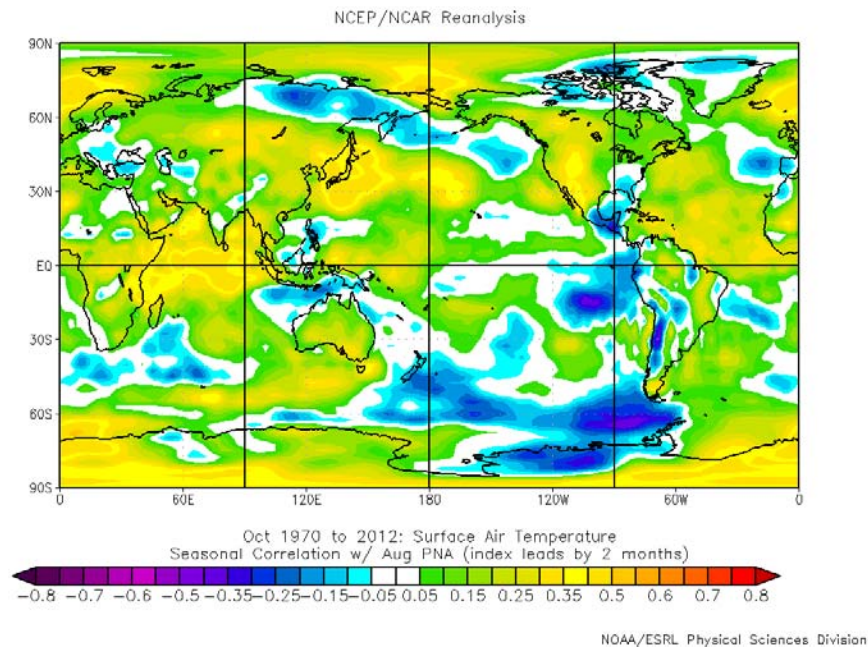 NCEP/NCAR Reanalysis
90N
60N
30N
EQ
30S
60S
90S
0 60E 120E 180 120W 60W 0
Oct 1970 to 2012: Surface Air Temperature
Seasonal Correlation w/ Aug PNA (index leads by 2 months)
-0.8 -0.7 -0.6 -0.5 -0.35 -0.25 -0.15 -0.05 0.05 0.15 0.25 0.35 0.5 0.6 0.7 0.8
NOAA/ESRL Physical Sciences Division